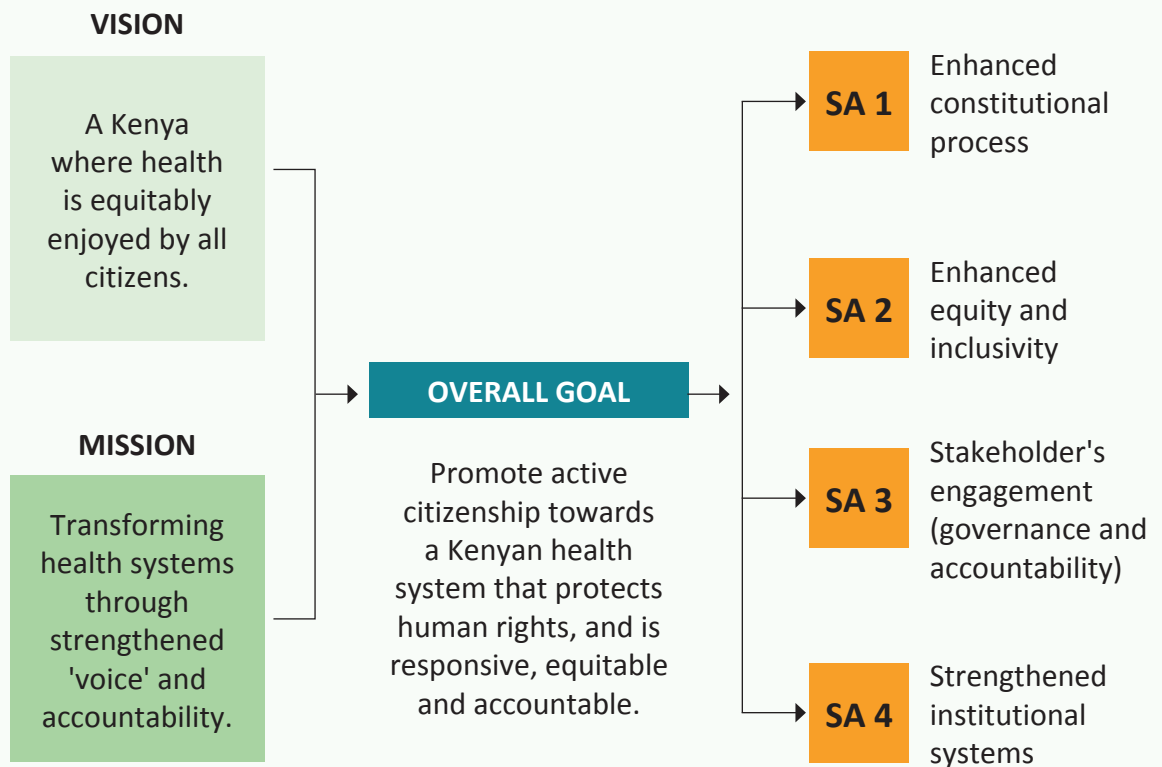 VISION
A Kenya
where health
is equitably
enjoyed by all
citizens.
MISSION
Transforming
health systems
through
strengthened
'voice' and
accountability.
OVERALL GOAL
Promote active
citizenship towards
a Kenyan health
system that protects
human rights, and is
responsive, equitable
and accountable.
SA 1
Enhanced
constitutional
process
SA 2
Enhanced
equity and
inclusivity
SA 3
Stakeholder's
engagement
(governance and
accountability)
SA 4
Strengthened
institutional
systems